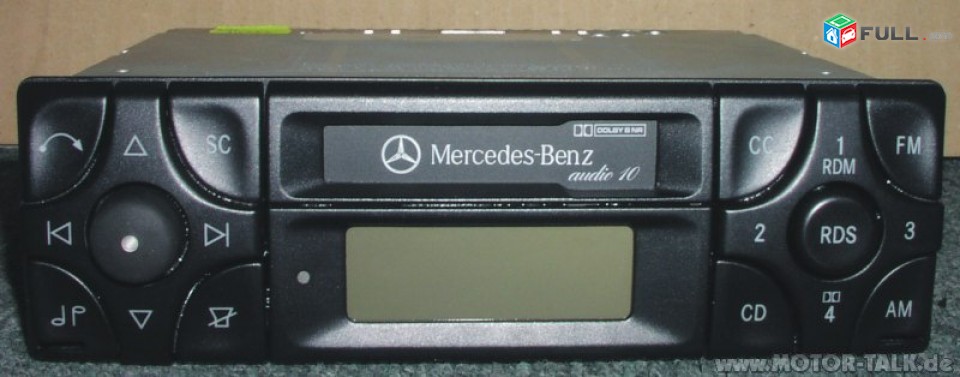 FULL.
DOLBY B NR
Mercedes-Benz
audio 10
SC
CC
1
RDM
FM
2
RDS
3
CD
4
AM
www.MOTOR-TALK.de